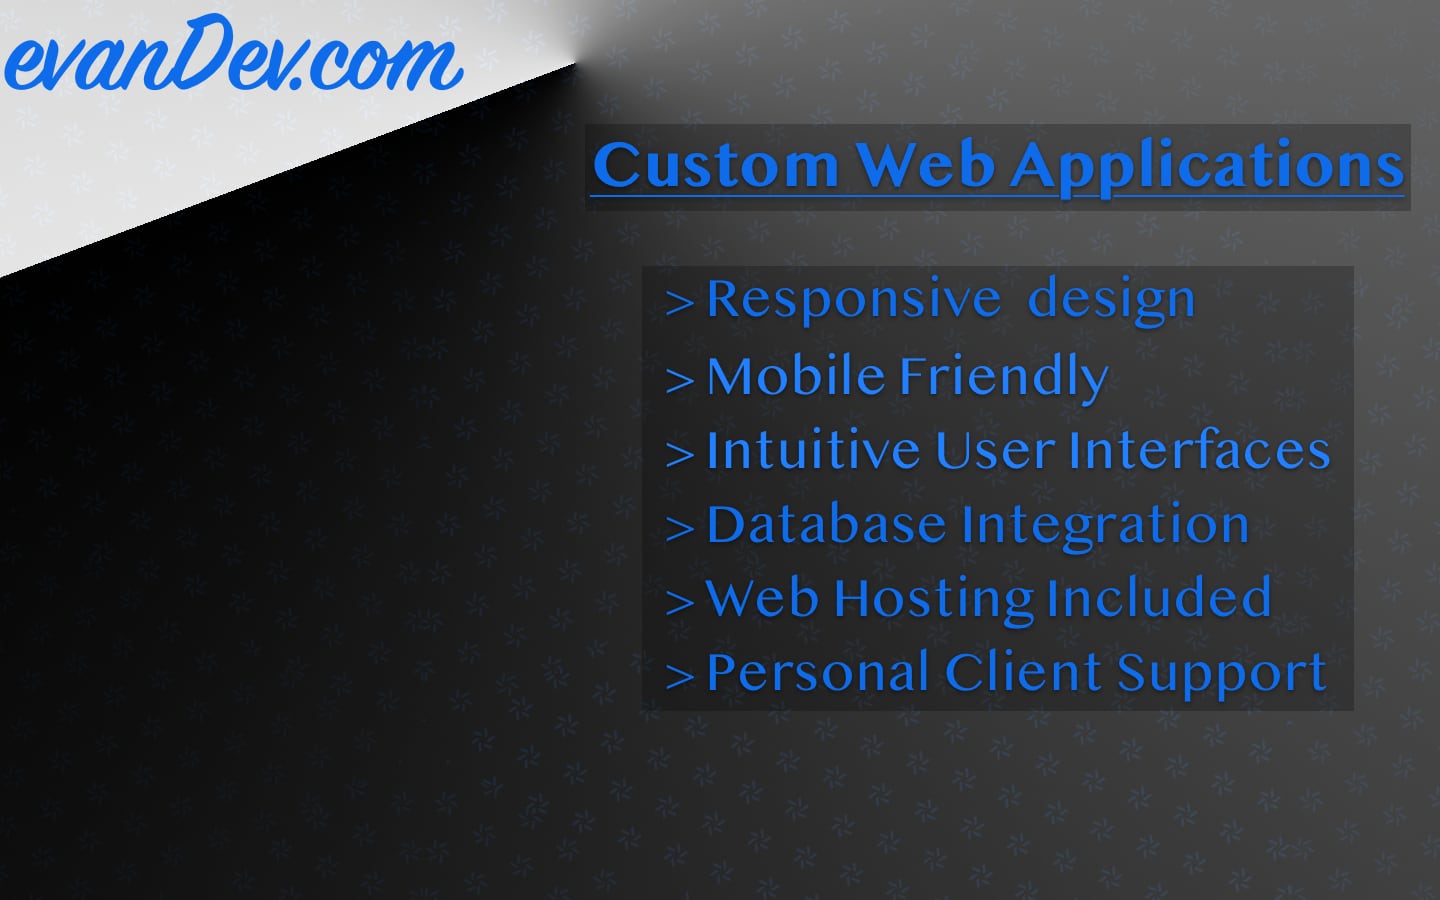 evanDev.com
Custom Web Applications
> Responsive design
> Mobile Friendly
> Intuitive User Interfaces
> Database Integration
> Web Hosting Included
> Personal Client Support